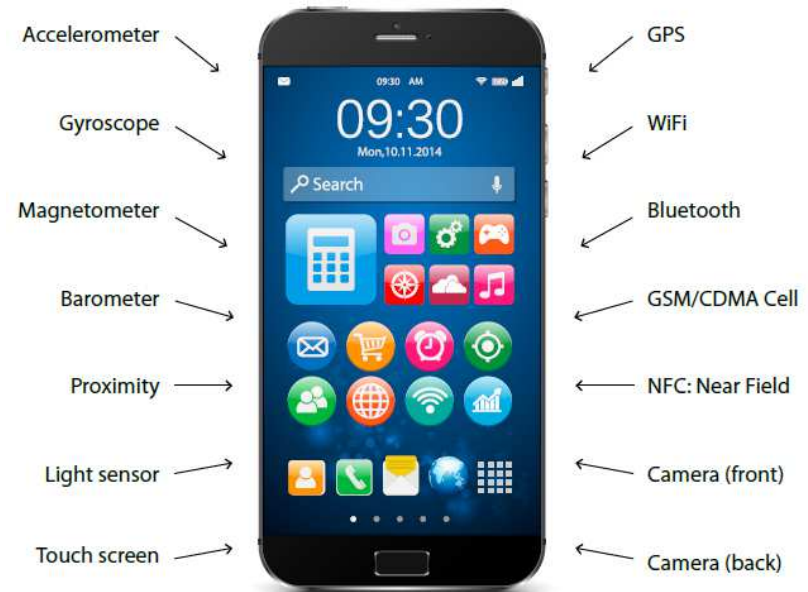 Accelerometer
GPS
09:30 AM
09:30
Mon,10.11.2014
Gyroscope
WiFi
Search
Magnetometer
Bluetooth
Barometer
GSM/CDMA Cell
Proximity
NFC: Near Field
Light sensor
Camera (front)
Touch screen
Camera (back)